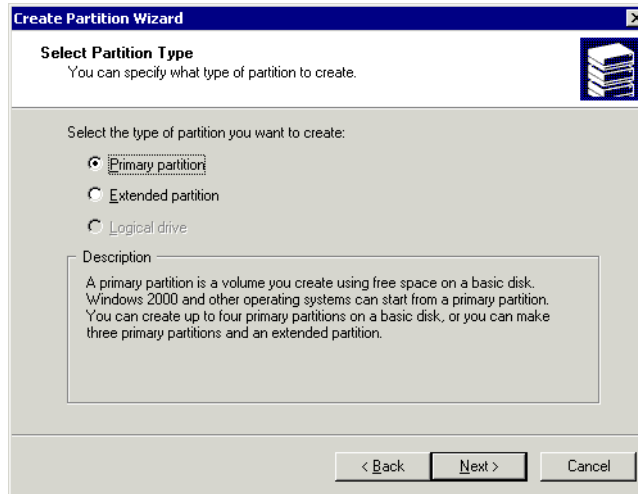 Create Partition Wizard
Select Partition Type
You can specify what type of partition to create.
Select the type of partition you want to create:
Primary partition
Extended partition
Logical drive
Description
A primary partition is a volume you create using free space on a basic disk.
Windows 2000 and other operating systems can start from a primary partition.
You can create up to four primary partitions on a basic disk, or you can make
three primary partitions and an extended partition.
< Back
Next >
Cancel